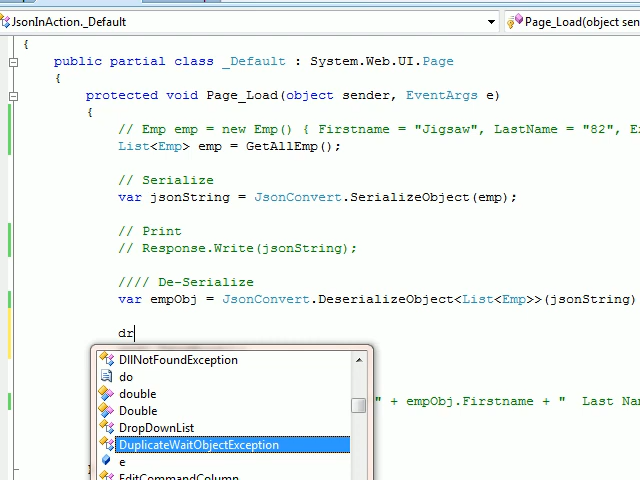 JsonInAction._Default
Page_Load(object sen
{
public partial class _Default : System.Web.UI.Page
{
protected void Page_Load(object sender, EventArgs e)
{
// Emp emp = new Emp() { Firstname = "Jigsaw", LastName = "82", E
List<Emp> emp = GetAllEmp();
// Serialize
var jsonString = JsonConvert.SerializeObject(emp);
// Print
// Response.Write(jsonString);
//// De-Serialize
var empObj = JsonConvert.DeserializeObject<List<Emp>>(jsonString)
dr
DllNotFoundException
do
double
Double
" + empObj.Firstname + "  Last Na
DropDownList
DuplicateWaitObjectException
e
EditCommandColumn